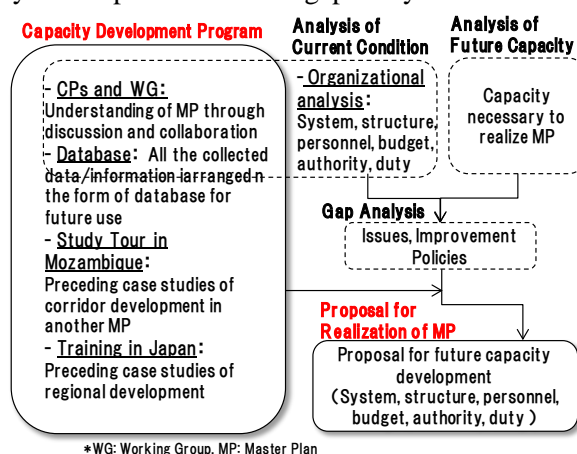 Capacity Development Program
- CPs and WG:
Understanding of MP through
discussion and collaboration
- Database: All the collected
data/information iarranged n
the form of database for
future use
- Study Tour in
Mozambique:
Preceding case studies of
corridor development in
another MP
- Training in Japan:
Preceding case studies of
regional development
Analysis of
Current Condition
- Organizational
analysis:
System, structure,
personnel, budget,
authority, duty
Analysis of
Future Capacity
Capacity
necessary to
realize MP
Gap Analysis
Issues, Improvement
Policies
Proposal for
Realization of MP
Proposal for future capacity
development
(System, structure, personnel,
budget, authority, duty )
*WG: Working Group, MP: Master Plan